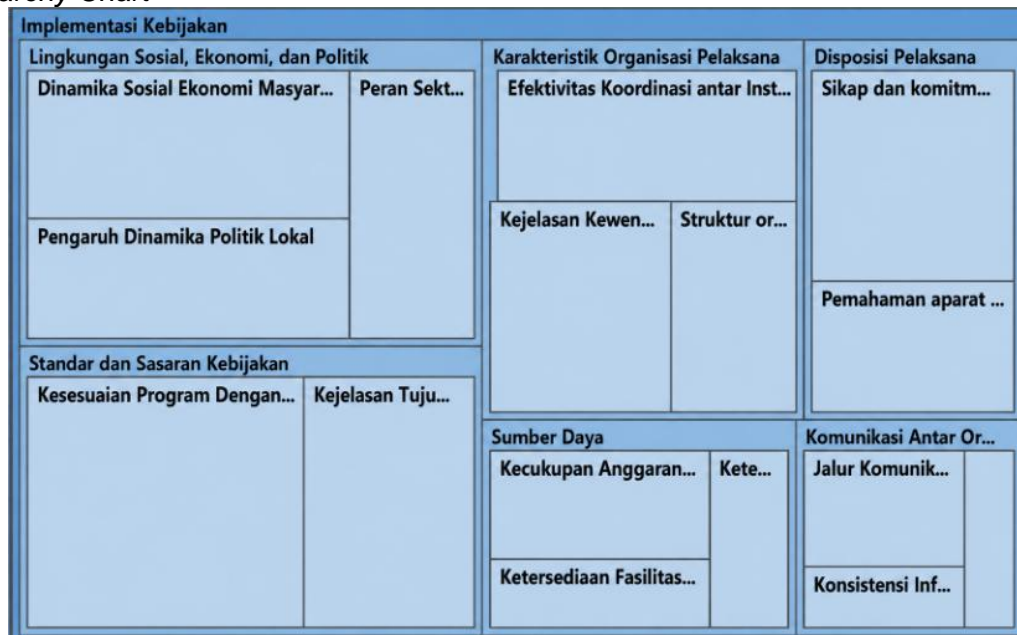 Implementasi Kebijakan
Lingkungan Sosial, Ekonomi, dan Politik
Dinamika Sosial Ekonomi Masyar...
Peran Sekt...
Pengaruh Dinamika Politik Lokal
Standar dan Sasaran Kebijakan
Kesesuaian Program Dengan...
Kejelasan Tuju...
Karakteristik Organisasi Pelaksana
Efektivitas Koordinasi antar Inst...
Kejelasan Kewen...
Struktur or...
Disposisi Pelaksana
Sikap dan komitm...
Pemahaman aparat ...
Sumber Daya
Kecukupan Anggaran...
Kete...
Ketersediaan Fasilitas...
Komunikasi Antar Or...
Jalur Komunik...
Konsistensi Inf...